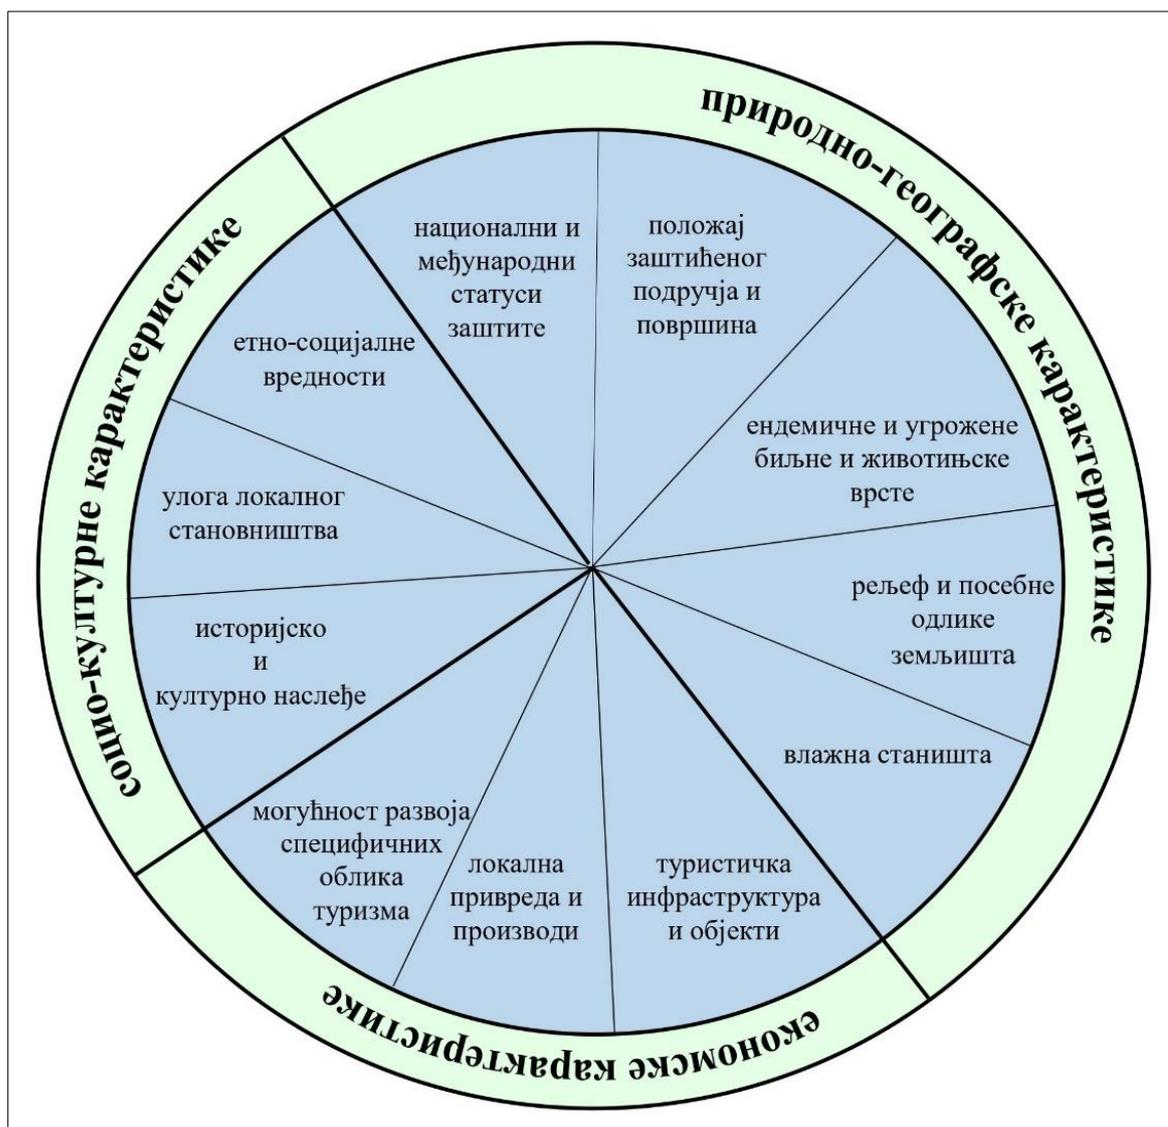 природно-географске карактеристике
национални и
међународни
статуси
заштите
положај
заштићеног
подручја и
површина
ендемичне и угрожене
биљне и животињске
врсте
рељеф и посебне
одлике
земљишта
влажна станишта
економске карактеристике
туристичка
инфраструктура
и објекти
локална
привреда и
производи
могућност развоја
специфичних
облика
туризма
социо-културне карактеристике
историјско
и
културно наслеђе
улога локалног
становништва
етно-социјалне
вредности